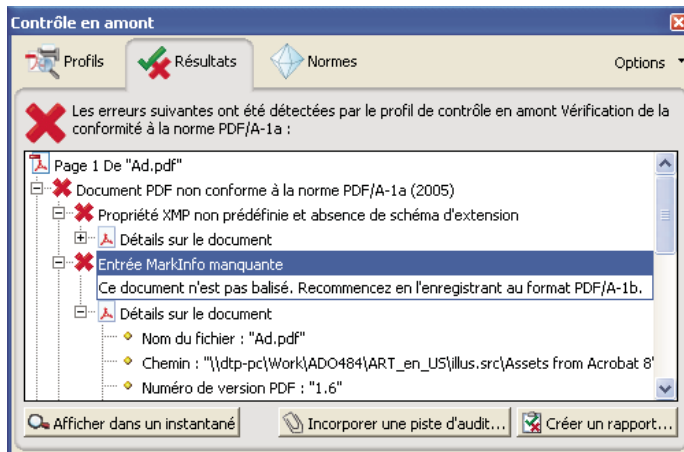 Contrôle en amont
Profils Résultats Normes Options
Les erreurs suivantes ont été détectées par le profil de contrôle en amont Vérification de la
conformité à la norme PDF/A-1a :
Page 1 De "Ad.pdf"
Document PDF non conforme à la norme PDF/A-1a (2005)
Propriété XMP non prédéfinie et absence de schéma d'extension
Détails sur le document
Entrée MarkInfo manquante
Ce document n'est pas balisé. Recommencez en l'enregistrant au format PDF/A-1b.
Détails sur le document
Nom du fichier : "Ad.pdf"
Chemin : "\\dtp-pc\Work\ADO484\ART_en_US\illus.src\Assets from Acrobat 8"
Numéro de version PDF : "1.6"
Afficher dans un instantané Incorporer une piste d'audit... Créer un rapport...